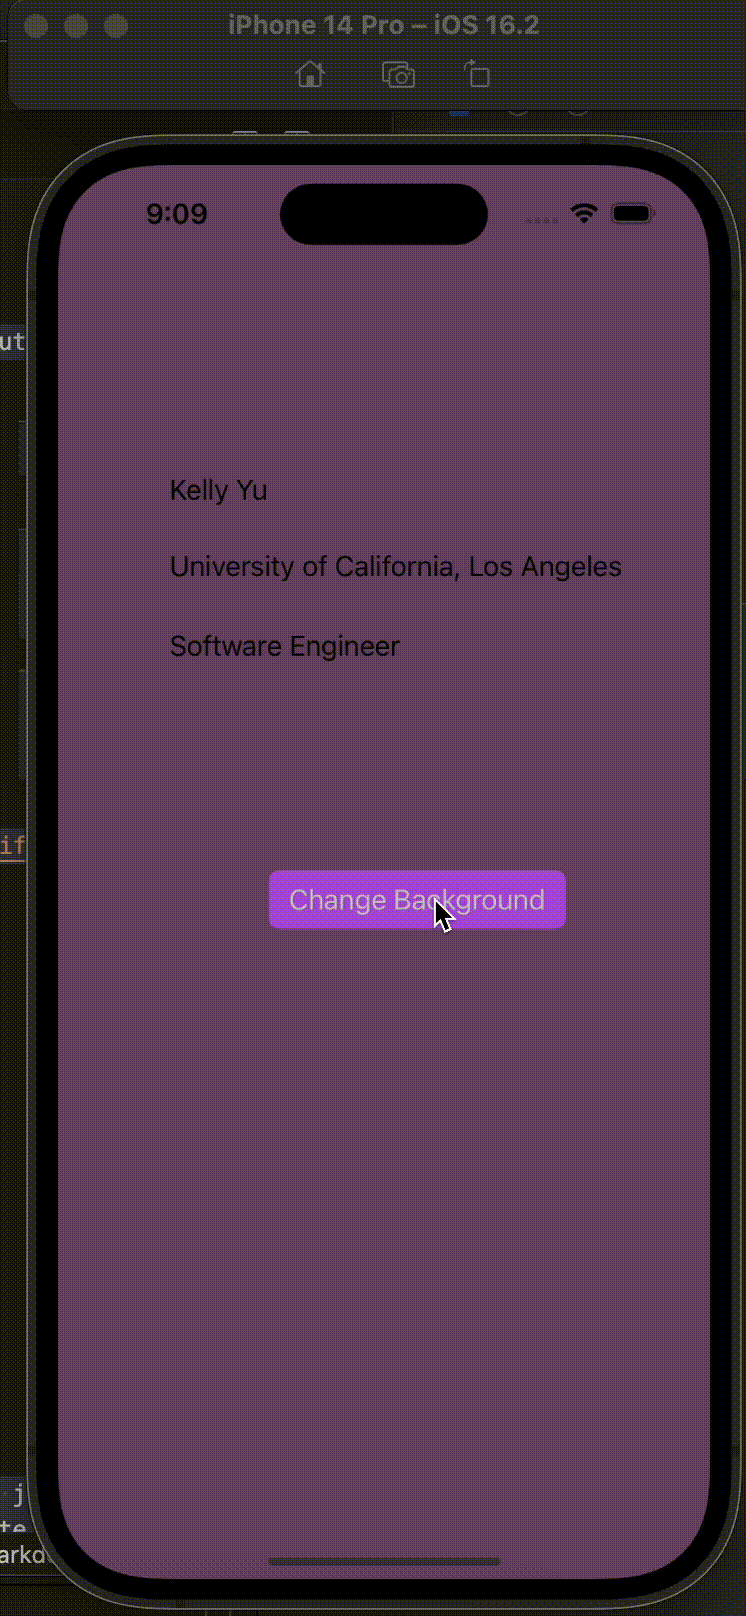 iPhone 14 Pro – iOS 16.2
9:09
ut
Kelly Yu
University of California, Los Angeles
Software Engineer
if
Change Background
j
te
arkd